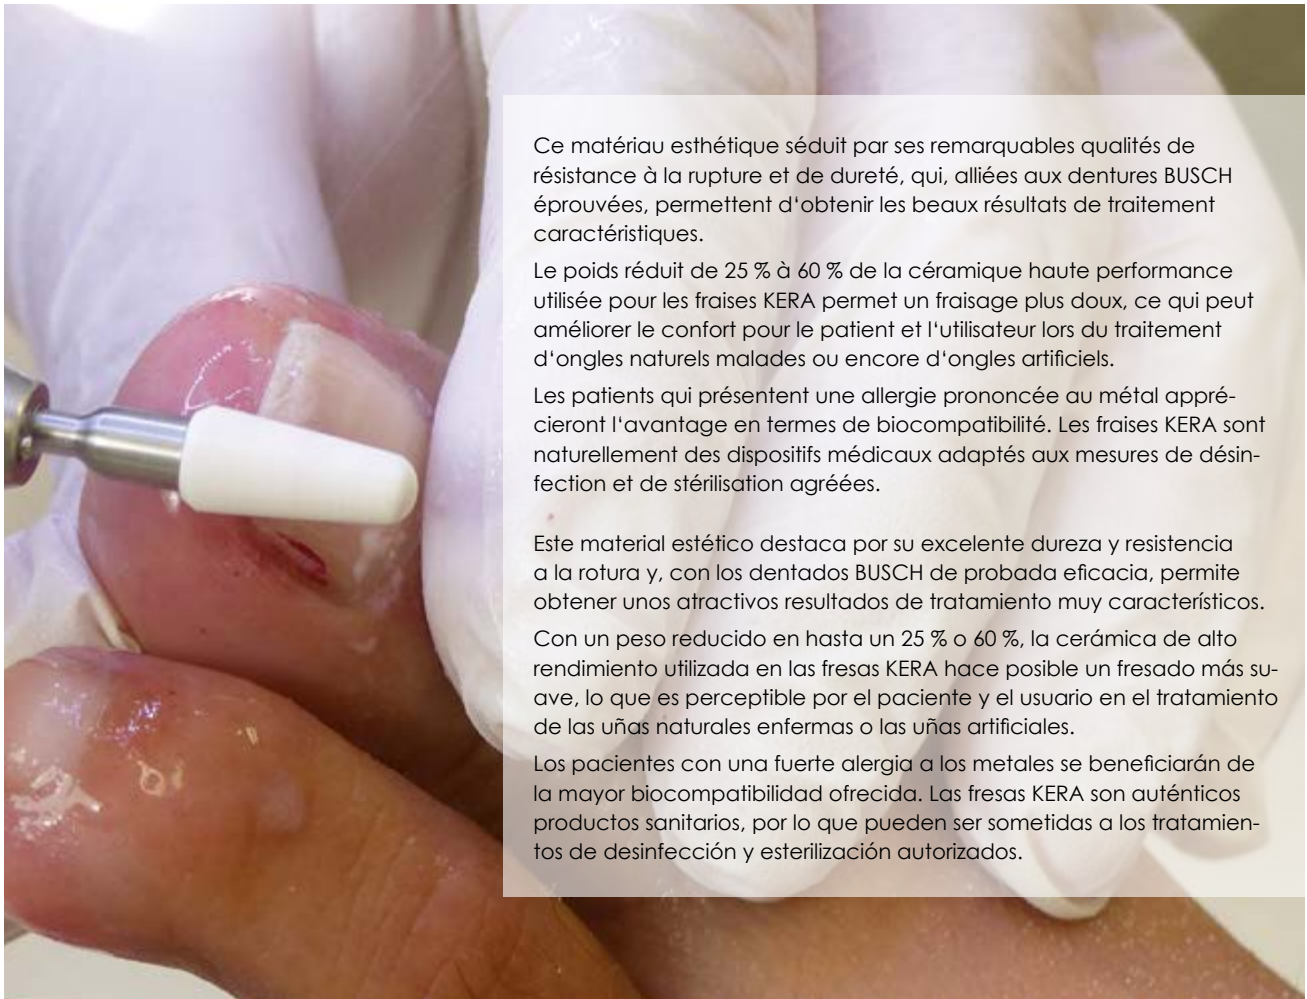 Ce matériau esthétique séduit par ses remarquables qualités de
résistance à la rupture et de dureté, qui, alliées aux dentures BUSCH
éprouvées, permettent d‘obtenir les beaux résultats de traitement
caractéristiques.
Le poids réduit de 25 % à 60 % de la céramique haute performance
utilisée pour les fraises KERA permet un fraisage plus doux, ce qui peut
améliorer le confort pour le patient et l‘utilisateur lors du traitement
d‘ongles naturels malades ou encore d‘ongles artificiels.
Les patients qui présentent une allergie prononcée au métal appré-
cieront l‘avantage en termes de biocompatibilité. Les fraises KERA sont
naturellement des dispositifs médicaux adaptés aux mesures de désin-
fection et de stérilisation agréées.
Este material estético destaca por su excelente dureza y resistencia
a la rotura y, con los dentados BUSCH de probada eficacia, permite
obtener unos atractivos resultados de tratamiento muy característicos.
Con un peso reducido en hasta un 25 % o 60 %, la cerámica de alto
rendimiento utilizada en las fresas KERA hace posible un fresado más su-
ave, lo que es perceptible por el paciente y el usuario en el tratamiento
de las uñas naturales enfermas o las uñas artificiales.
Los pacientes con una fuerte alergia a los metales se beneficiarán de
la mayor biocompatibilidad ofrecida. Las fresas KERA son auténticos
productos sanitarios, por lo que pueden ser sometidas a los tratamien-
tos de desinfección y esterilización autorizados.